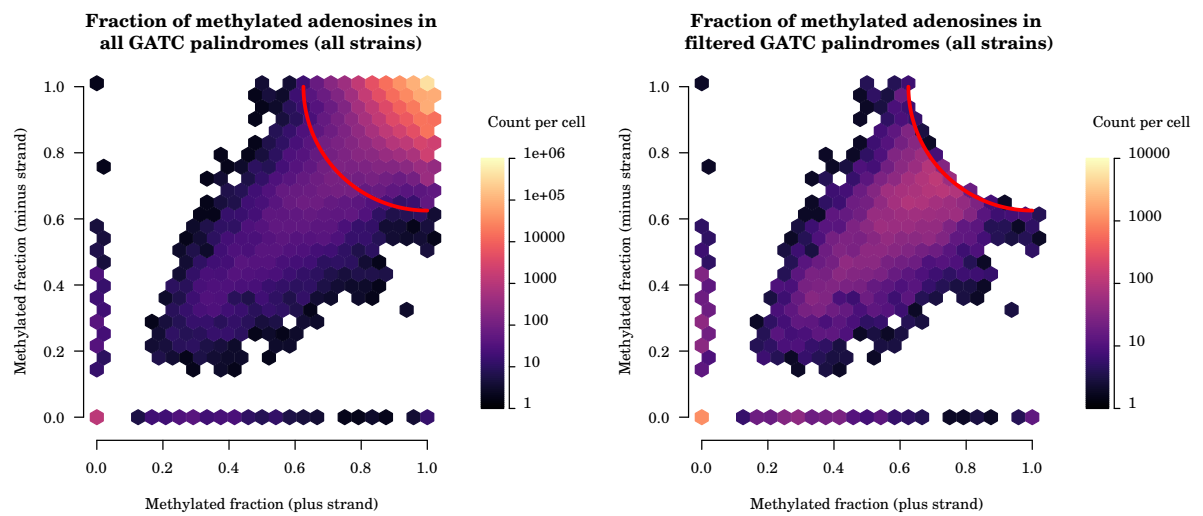 Fraction of methylated adenosines in
all GATC palindromes (all strains)
Methylated fraction (minus strand)
1.0
0.8
0.6
0.4
0.2
0.0
0.0 0.2 0.4 0.6 0.8 1.0
Methylated fraction (plus strand)
Count per cell
1e+06
1e+05
10000
1000
100
10
1
Fraction of methylated adenosines in
filtered GATC palindromes (all strains)
Methylated fraction (minus strand)
1.0
0.8
0.6
0.4
0.2
0.0
0.0 0.2 0.4 0.6 0.8 1.0
Methylated fraction (plus strand)
Count per cell
10000
1000
100
10
1